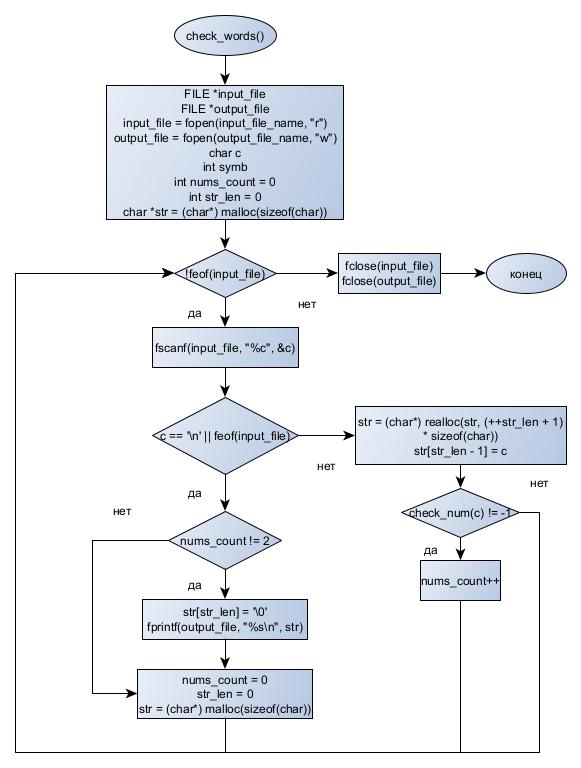 check_words()
FILE *input_file
FILE *output_file
input_file = fopen(input_file_name, "r")
output_file = fopen(output_file_name, "w")
char c
int symb
int nums_count = 0
int str_len = 0
char *str = (char*) malloc(sizeof(char))
!feof(input_file)
fclose(input_file)
fclose(output_file)
конец
нет
да
fscanf(input_file, "%c", &c)
c == '\n' || feof(input_file)
str = (char*) realloc(str, (++str_len + 1)
* sizeof(char))
str[str_len - 1] = c
нет
да
check_num(c) != -1
нет
да
nums_count++
nums_count != 2
нет
да
str[str_len] = '\0'
fprintf(output_file, "%s\n", str)
nums_count = 0
str_len = 0
str = (char*) malloc(sizeof(char))